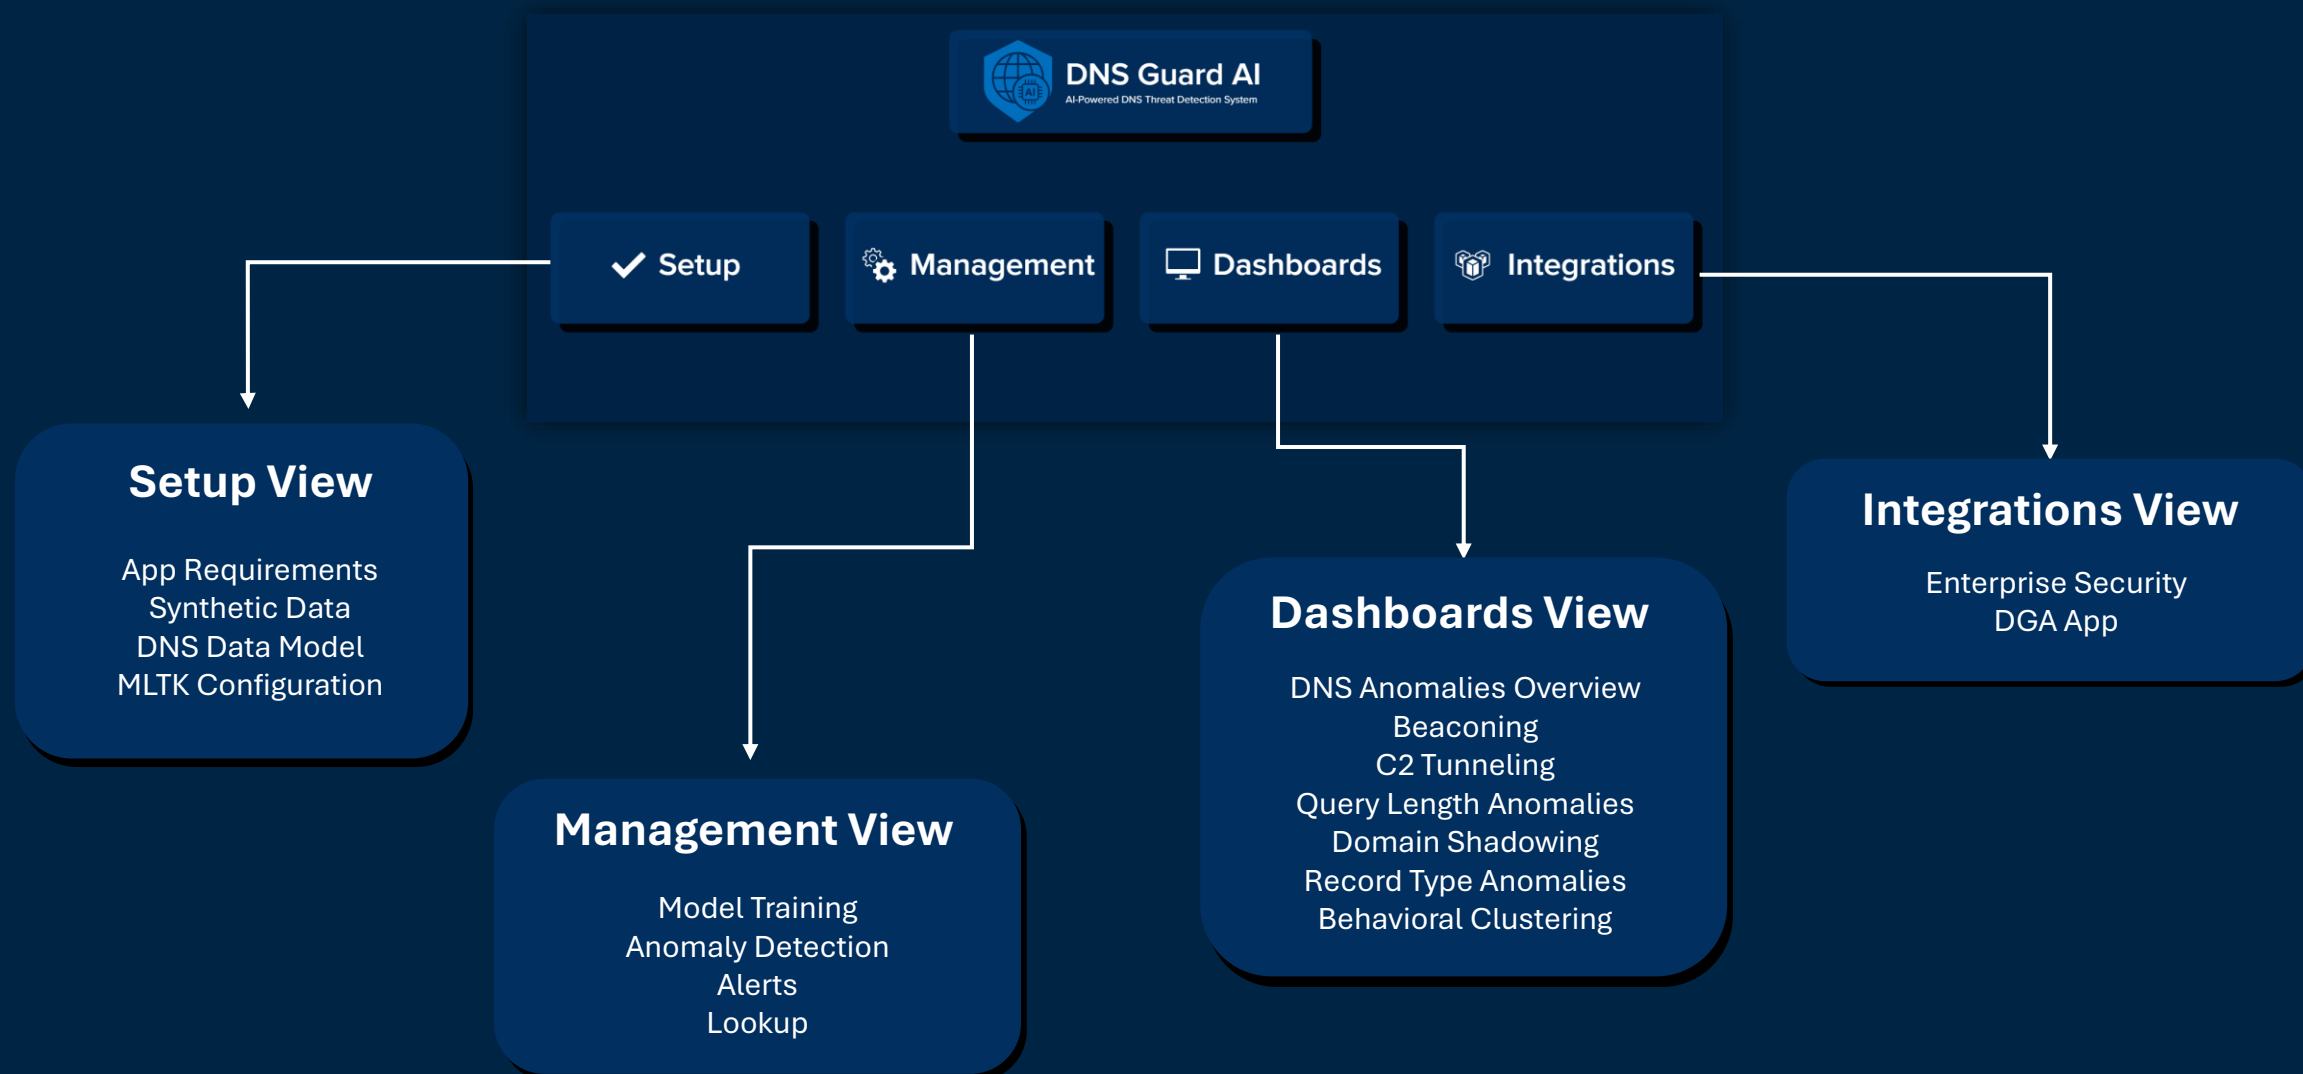 DNS Guard AI
AI-Powered DNS Threat Detection System
AI
Setup
Management
Dashboards
Integrations
Setup View
App Requirements
Synthetic Data
DNS Data Model
MLTK Configuration
Management View
Model Training
Anomaly Detection
Alerts
Lookup
Dashboards View
DNS Anomalies Overview
Beaconing
C2 Tunneling
Query Length Anomalies
Domain Shadowing
Record Type Anomalies
Behavioral Clustering
Integrations View
Enterprise Security
DGA App